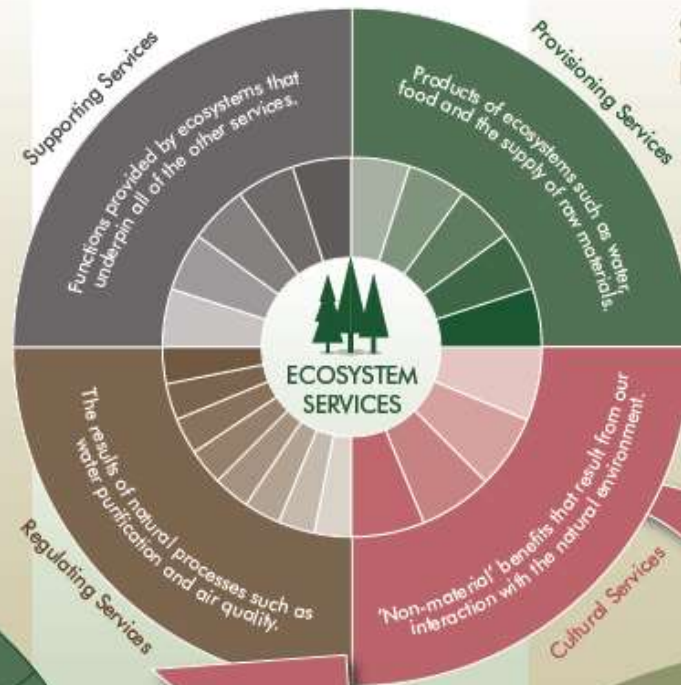 Supporting Services
Functions provided by ecosystems that
underpin all of the other services.
Provisioning Services
Products of ecosystems such as water,
food and the supply of raw materials.
ECOSYSTEM
SERVICES
The results of natural processes such as
water purification and air quality.
Regulating Services
'Non-material' benefits that result from our
interaction with the natural environment.
Cultural Services